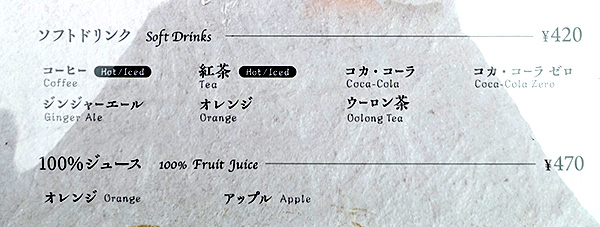 ソフトドリンク Soft Drinks ¥420
コーヒー Hot/Iced 紅茶 Hot/Iced コカ・コーラ コカ・コーラ ゼロ
Coffee Tea Coca-Cola Coca-Cola Zero
ジンジャーエール オレンジ ウーロン茶
Ginger Ale Orange Oolong Tea
100%ジュース 100% Fruit Juice ¥470
オレンジ Orange アップル Apple